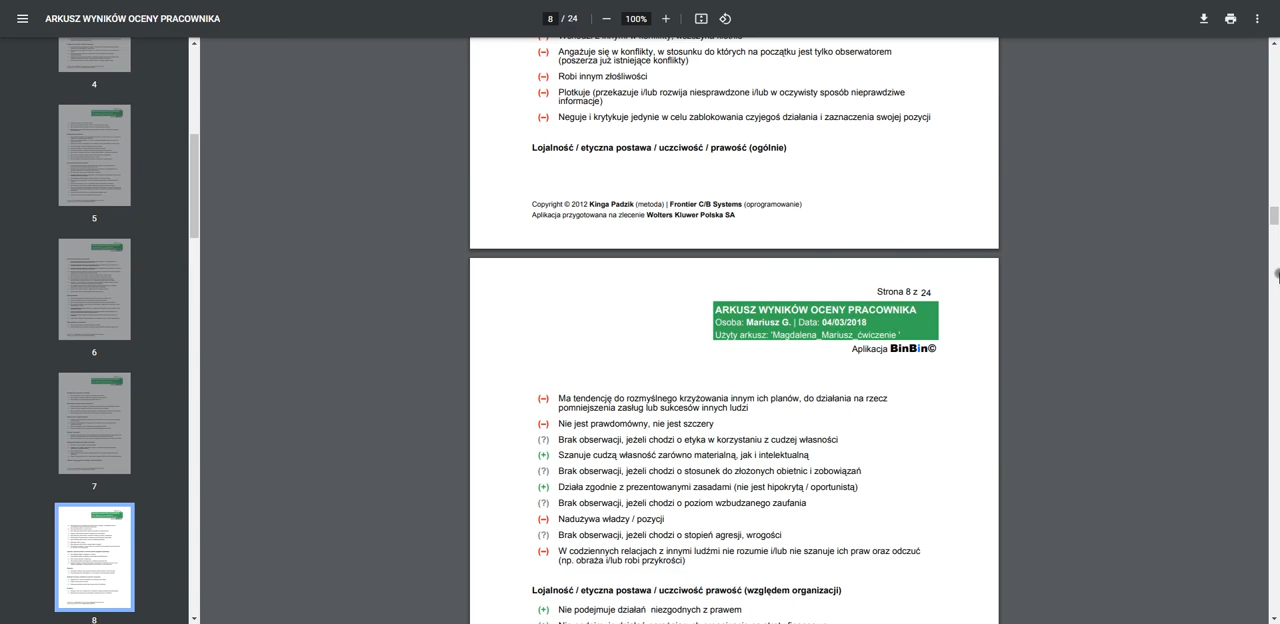 ARKUSZ WYNIKÓW OCENY PRACOWNIKA
8 / 24
100%
4
5
6
7
8
(–) Angażuje się w konflikty, w stosunku do których na początku jest tylko obserwatorem
(poszerza już istniejące konflikty)
(–) Robi innym złośliwości
(–) Plotkuje (przekazuje i/lub rozwija niesprawdzone i/lub w oczywisty sposób nieprawdziwe
informacje)
(–) Neguje i krytykuje jedynie w celu zablokowania czyjegoś działania i zaznaczenia swojej pozycji
Lojalność / etyczna postawa / uczciwość / prawość (ogólnie)
Copyright © 2012 Kinga Padzik (metoda) | Frontier C/B Systems (oprogramowanie)
Aplikacja przygotowana na zlecenie Wolters Kluwer Polska SA
Strona 8 z 24
ARKUSZ WYNIKÓW OCENY PRACOWNIKA
Osoba: Mariusz G. | Data: 04/03/2018
Użyty arkusz: 'Magdalena_Mariusz_ćwiczenie '
Aplikacja BinBin©
(–) Ma tendencję do rozmyślnego krzyżowania innym ich planów, do działania na rzecz
pomniejszenia zasług lub sukcesów innych ludzi
(–) Nie jest prawdomówny, nie jest szczery
(?) Brak obserwacji, jeżeli chodzi o etyka w korzystaniu z cudzej własności
(+) Szanuje cudzą własność zarówno materialną, jak i intelektualną
(?) Brak obserwacji, jeżeli chodzi o stosunek do złożonych obietnic i zobowiązań
(+) Działa zgodnie z prezentowanymi zasadami (nie jest hipokrytą / oportunistą)
(?) Brak obserwacji, jeżeli chodzi o poziom wzbudzanego zaufania
(–) Nadużywa władzy / pozycji
(?) Brak obserwacji, jeżeli chodzi o stopień agresji, wrogości
(–) W codziennych relacjach z innymi ludźmi nie rozumie i/lub nie szanuje ich praw oraz odczuć
(np. obraża i/lub robi przykrości)
Lojalność / etyczna postawa / uczciwość prawość (względem organizacji)
(+) Nie podejmuje działań niezgodnych z prawem